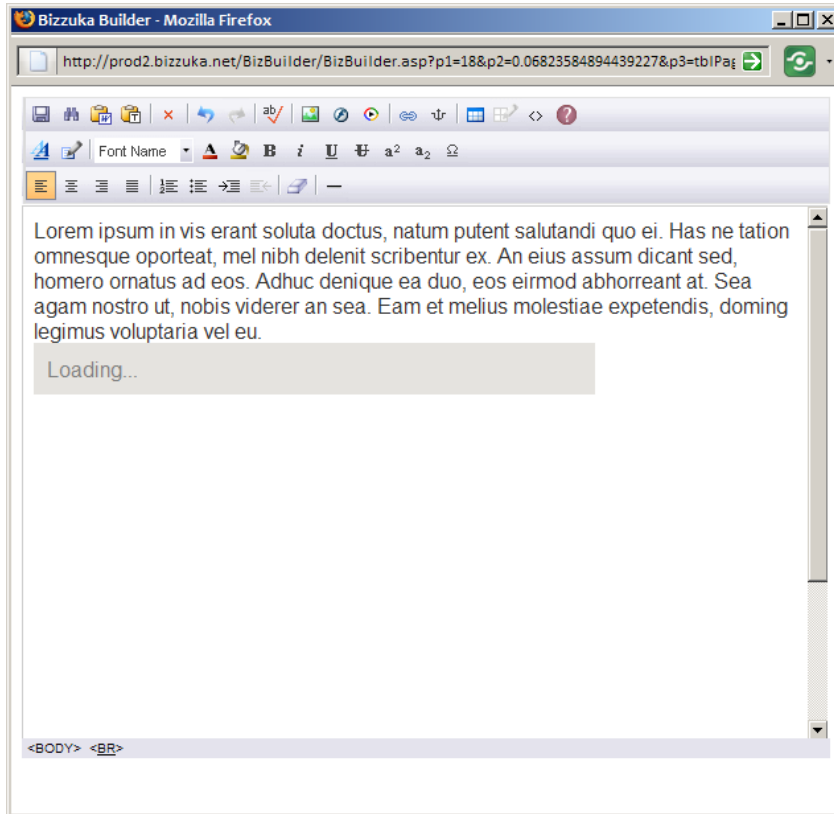 Bizzuka Builder - Mozilla Firefox
http://prod2.bizzuka.net/BizBuilder/BizBuilder.asp?p1=18&p2=0.06823584894439227&p3=tblPag
Font Name A B i U U a² a₂ Ω
Lorem ipsum in vis erant soluta doctus, natum putent salutandi quo ei. Has ne tation
omnesque oporteat, mel nibh delenit scribentur ex. An eius assum dicant sed,
homero ornatus ad eos. Adhuc denique ea duo, eos eirmod abhorreant at. Sea
agam nostro ut, nobis viderer an sea. Eam et melius molestiae expetendis, doming
legimus voluptaria vel eu.
Loading...
<BODY> <BR>